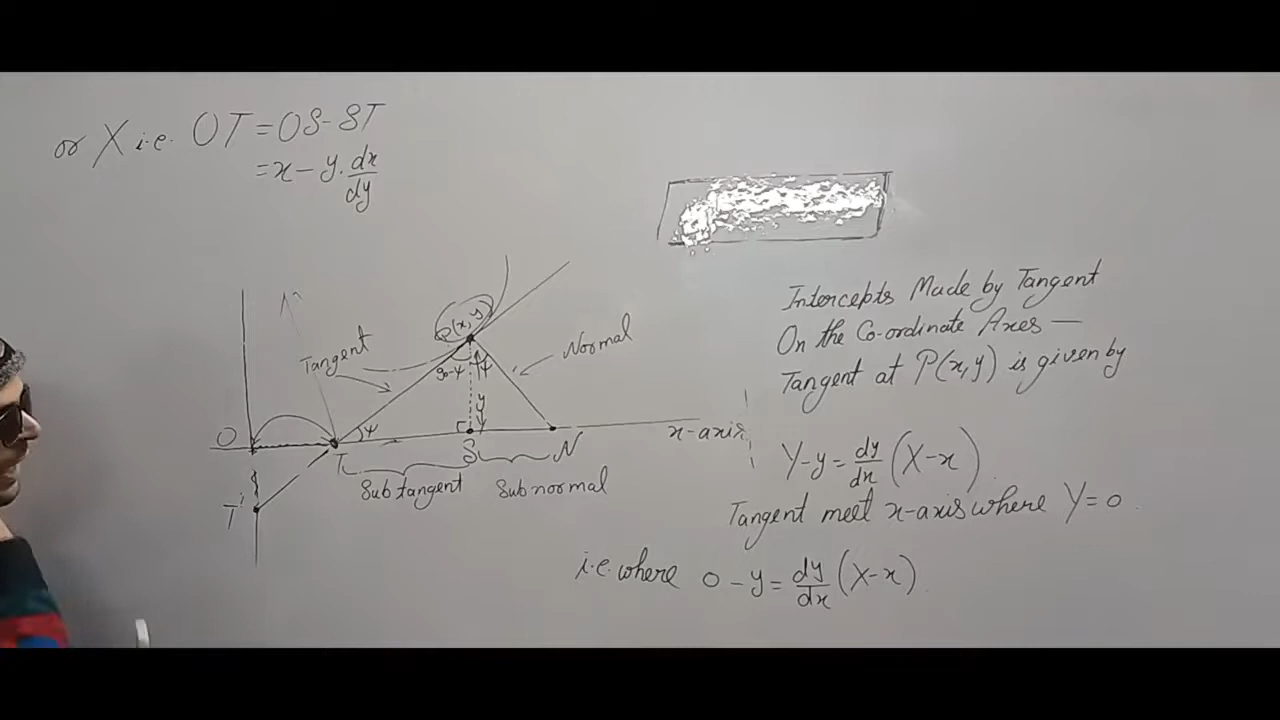 or X i.e. OT = OS - ST
= x - y. dx/dy
P(x, y)
Tangent
Normal
90-ψ
ψ
y
ψ
O
T
S
N
x-axis
Subtangent
Subnormal
T'
Intercepts Made by Tangent
On the Co-ordinate Axes —
Tangent at P(x, y) is given by
Y-y = dy/dx (X-x)
Tangent meet x-axis where Y=0.
i.e. where 0 - y = dy/dx (X-x)